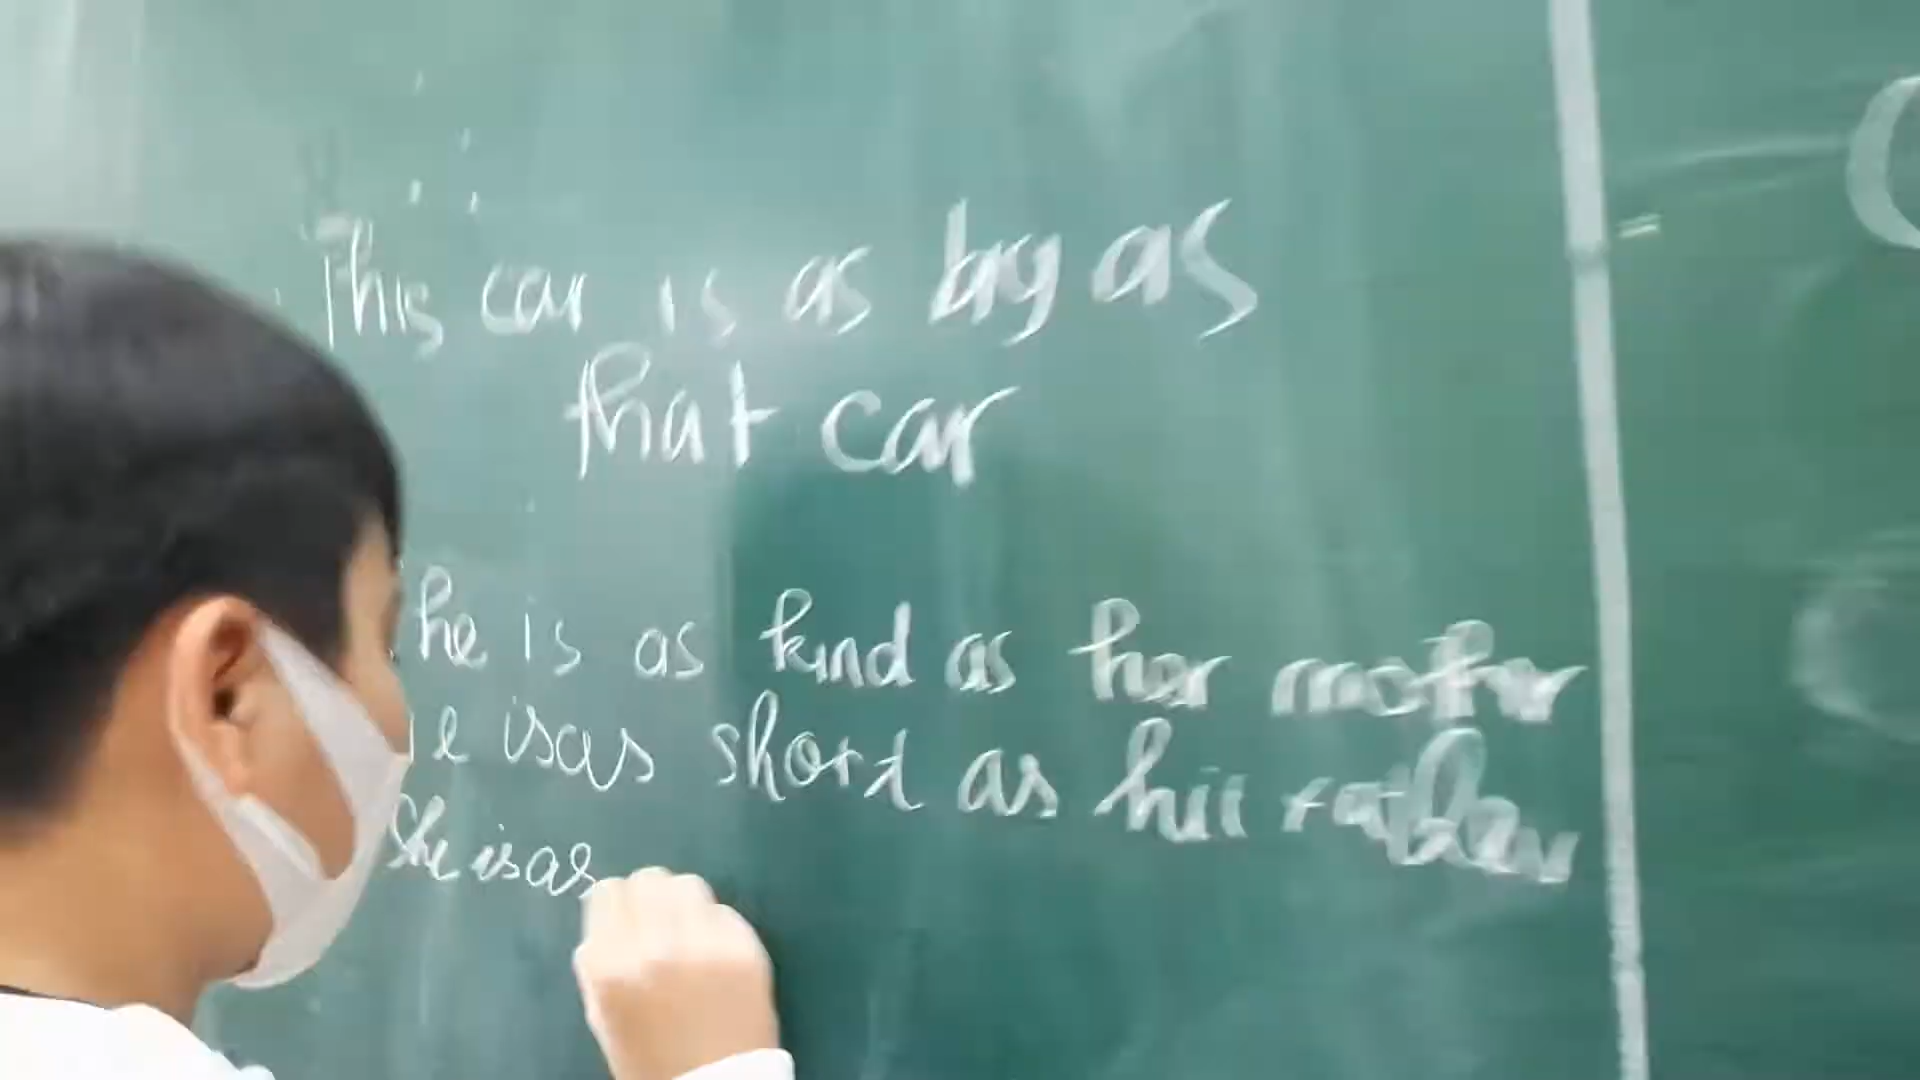 This car is as big as
that car
he is as kind as her mother
is as short as his father
She is as